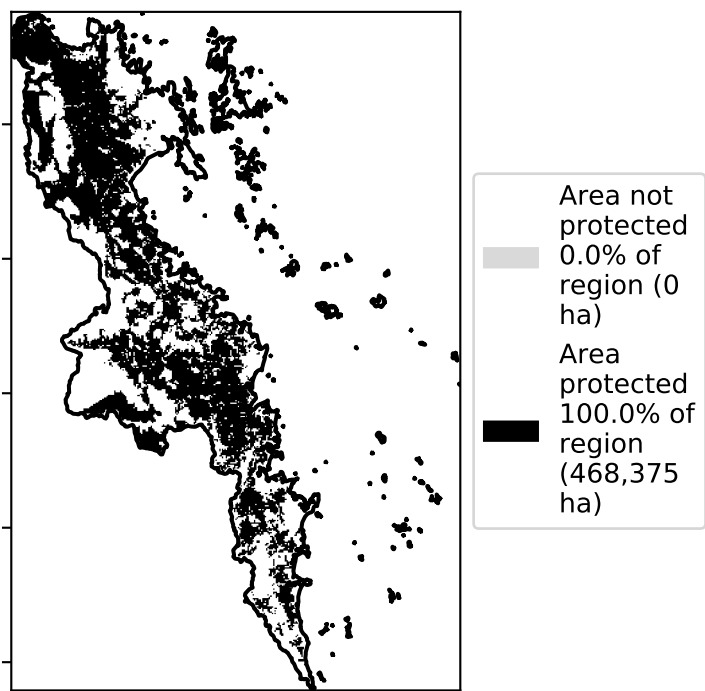 Area not
protected
0.0% of
region (0
ha)
Area
protected
100.0% of
region
(468,375
ha)